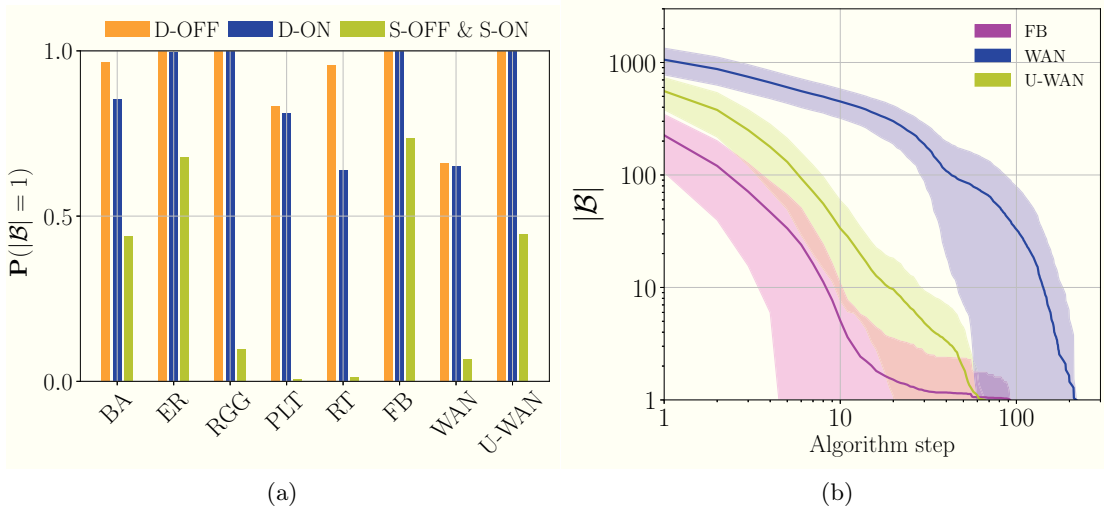 D-OFF D-ON S-OFF & S-ON
1.0
0.5
0.0
P(|B| = 1)
BA ER RGG PLT RT FB WAN U-WAN
(a)
FB
WAN
U-WAN
1000
100
10
1
|B|
1 10 100
Algorithm step
(b)